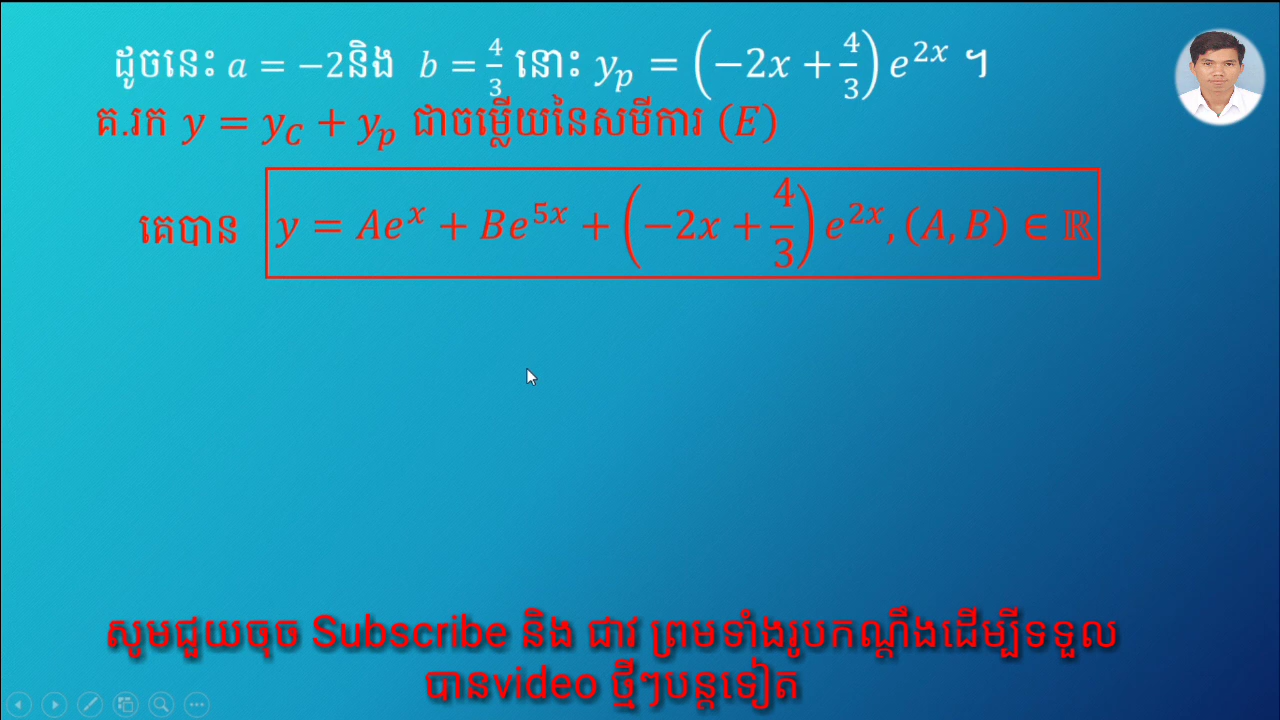 ដូចនេះ a = −2និង b = 4/3 នោះ y_p = (−2x + 4/3) e^{2x} ។
គ.រក y = y_C + y_p ជាចម្លើយនៃសមីការ (E)
គេបាន y = Ae^x + Be^{5x} + (−2x + 4/3) e^{2x}, (A, B) ∈ ℝ
សូមជួយចុច Subscribe និង ជាវ ព្រមទាំងរូបកណ្ដឹងដើម្បីទទួល
បានvideo ថ្មីៗបន្តទៀត